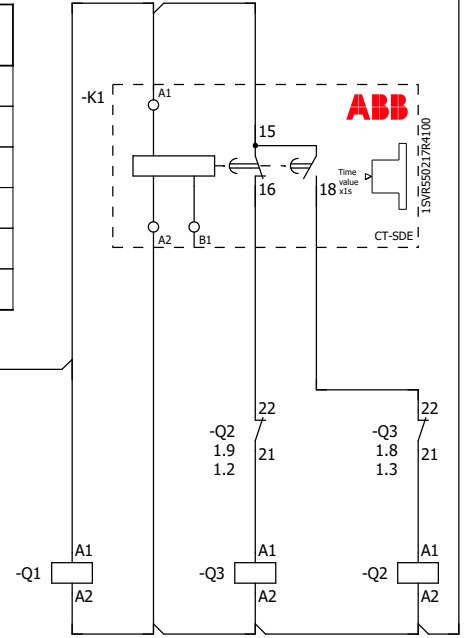 -K1
A1
ABB
15
16
18
Time
value
x1s
1SVR550217R4100
A2
B1
CT-SDE
22
-Q2
1.9
1.2
21
22
-Q3
1.8
1.3
21
A1
-Q1
A2
A1
-Q3
A2
A1
-Q2
A2